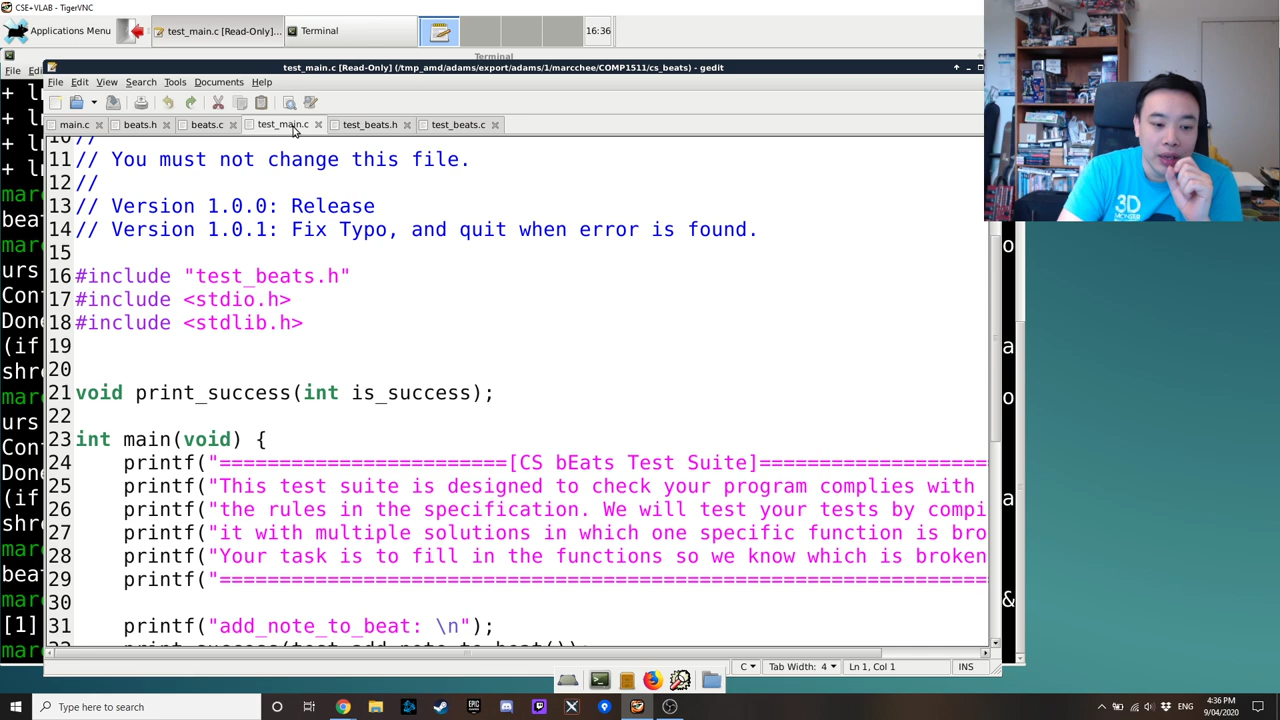 CSE+VLAB - TigerVNC
Applications Menu
test_main.c [Read-Only]...
Terminal
16:36
Terminal
File
test_main.c [Read-Only] (/tmp_amd/adams/export/adams/1/marcchee/COMP1511/cs_beats) - gedit
File Edit View Search Tools Documents Help
main.c beats.h beats.c test_main.c test_beats.h test_beats.c
10 //
11 // You must not change this file.
12 //
13 // Version 1.0.0: Release
14 // Version 1.0.1: Fix Typo, and quit when error is found.
15
16 #include "test_beats.h"
17 #include <stdio.h>
18 #include <stdlib.h>
19
20
21 void print_success(int is_success);
22
23 int main(void) {
24 printf("========================[CS bEats Test Suite]===================
25 printf("This test suite is designed to check your program complies with
26 printf("the rules in the specification. We will test your tests by compi
27 printf("it with multiple solutions in which one specific function is bro
28 printf("Your task is to fill in the functions so we know which is broken
29 printf("================================================================
30
31 printf("add_note_to_beat: \n");
C Tab Width: 4 Ln 1, Col 1 INS
3D
MONSTER
Type here to search
ENG
4:36 PM
9/04/2020